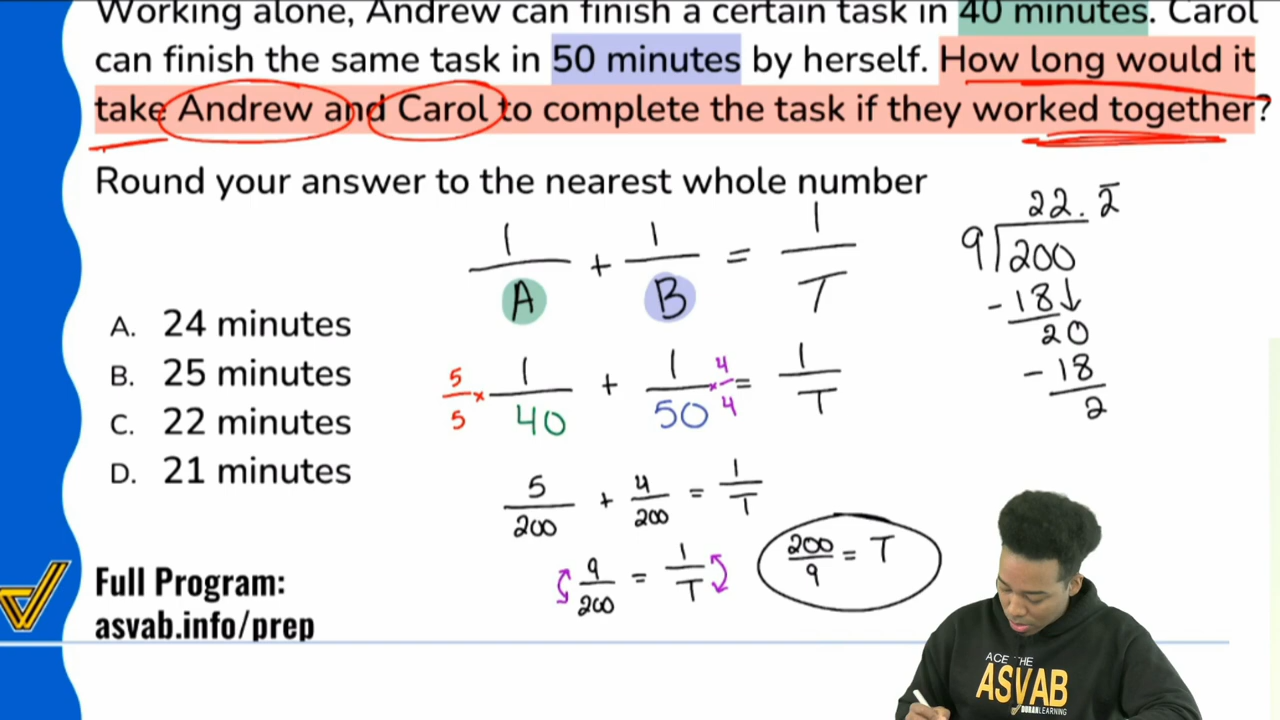 Working alone, Andrew can finish a certain task in 40 minutes. Carol
can finish the same task in 50 minutes by herself. How long would it
take Andrew and Carol to complete the task if they worked together?
Round your answer to the nearest whole number
A. 24 minutes
B. 25 minutes
C. 22 minutes
D. 21 minutes
1/A + 1/B = 1/T
5/5 × 1/40 + 1/50 × 4/4 = 1/T
5/200 + 4/200 = 1/T
9/200 = 1/T
200/9 = T
22.2̅
9)200
-18↓
20
-18
2
Full Program:
asvab.info/prep
ACE THE
ASVAB
DURAN LEARNING